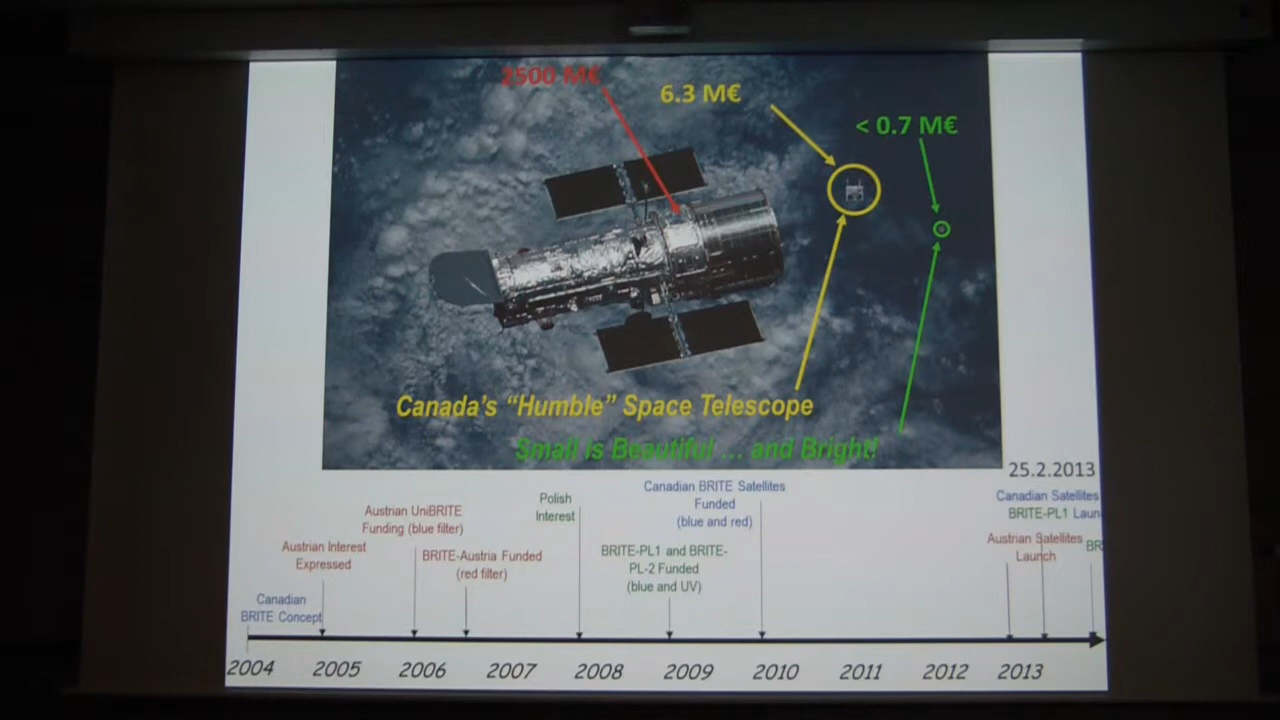 2500 M€
6.3 M€
< 0.7 M€
Canada's "Humble" Space Telescope
Small is Beautiful ... and Bright!
25.2.2013
Canadian
BRITE Concept
Austrian Interest
Expressed
Austrian UniBRITE
Funding (blue filter)
BRITE-Austria Funded
(red filter)
Polish
Interest
BRITE-PL1 and BRITE-
PL-2 Funded
(blue and UV)
Canadian BRITE Satellites
Funded
(blue and red)
Austrian Satellites
Launch
Canadian Satellites
BRITE-PL1 Laun
BR
2004 2005 2006 2007 2008 2009 2010 2011 2012 2013